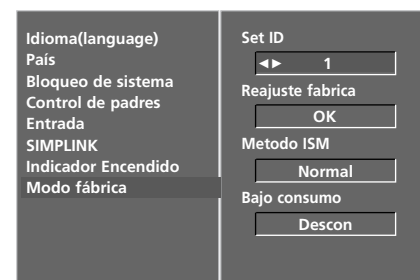 Idioma(language)
País
Bloqueo de sistema
Control de padres
Entrada
SIMPLINK
Indicador Encendido
Modo fábrica
Set ID
◄► 1
Reajuste fabrica
OK
Metodo ISM
Normal
Bajo consumo
Descon